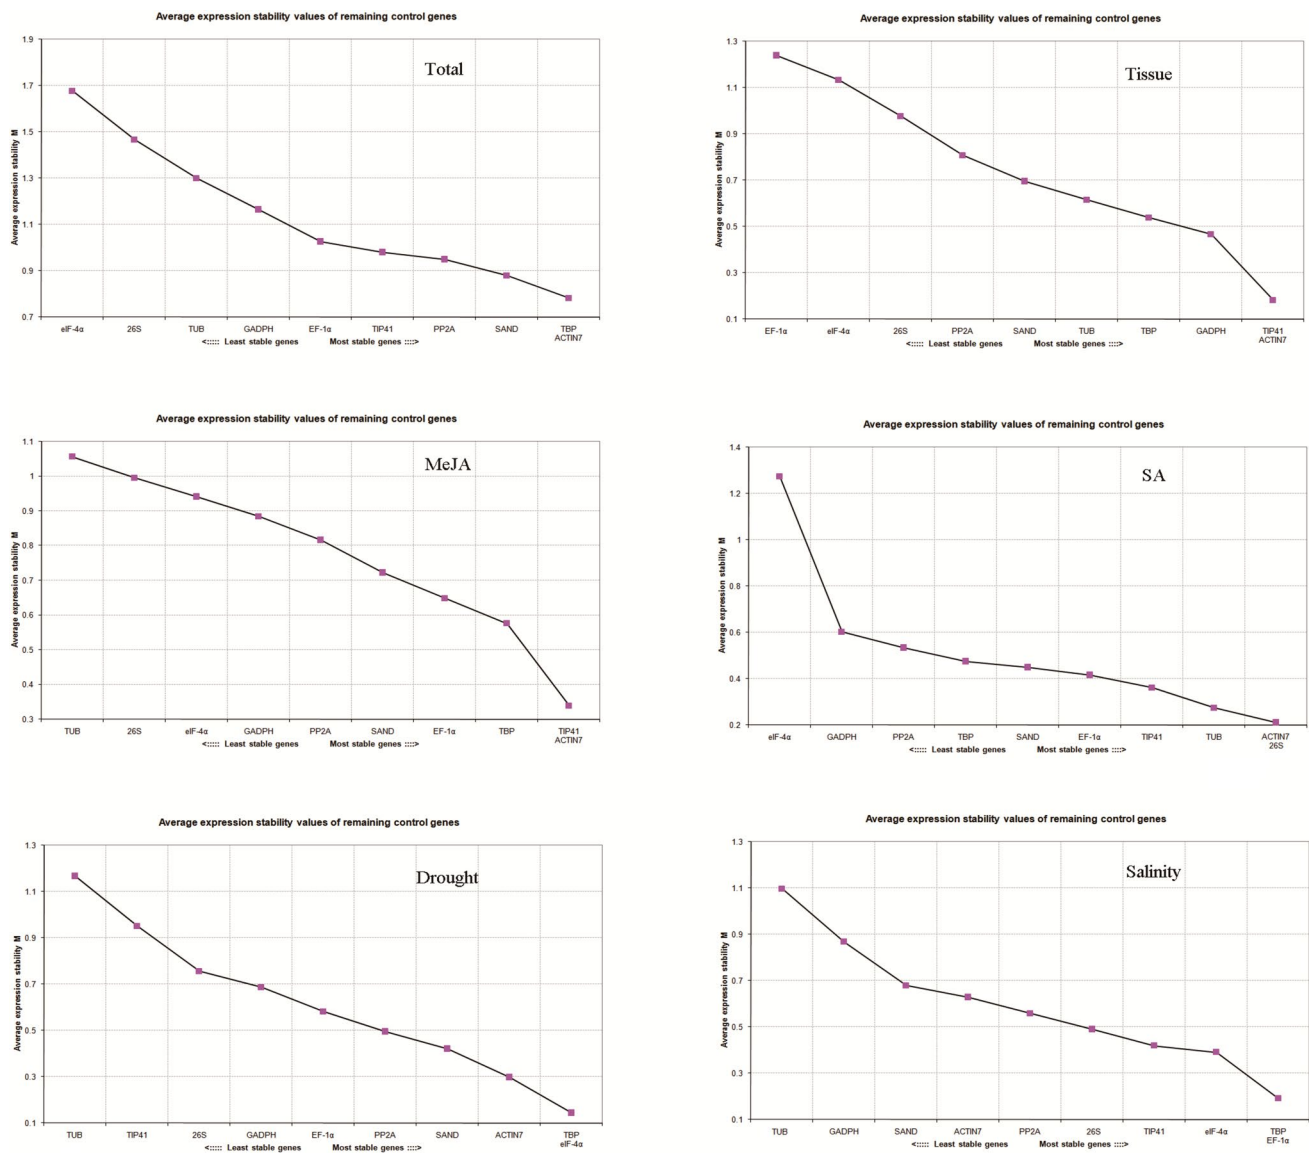 Average expression stability values of remaining control genes
Total
Average expression stability M
1.9
1.7
1.5
1.3
1.1
0.9
0.7
eIF-4α 26S TUB GADPH EF-1α TIP41 PP2A SAND TBP
ACTIN7
<::::: Least stable genes Most stable genes ::::>
Average expression stability values of remaining control genes
Tissue
Average expression stability M
1.3
1.1
0.9
0.7
0.5
0.3
0.1
EF-1α eIF-4α 26S PP2A SAND TUB TBP GADPH TIP41
ACTIN7
<::::: Least stable genes Most stable genes ::::>
Average expression stability values of remaining control genes
MeJA
Average expression stability M
1.1
1
0.9
0.8
0.7
0.6
0.5
0.4
0.3
TUB 26S eIF-4α GADPH PP2A SAND EF-1α TBP TIP41
ACTIN7
<::::: Least stable genes Most stable genes ::::>
Average expression stability values of remaining control genes
SA
Average expression stability M
1.4
1.2
1
0.8
0.6
0.4
0.2
eIF-4α GADPH PP2A TBP SAND EF-1α TIP41 TUB ACTIN7
26S
<::::: Least stable genes Most stable genes ::::>
Average expression stability values of remaining control genes
Drought
Average expression stability M
1.3
1.1
0.9
0.7
0.5
0.3
0.1
TUB TIP41 26S GADPH EF-1α PP2A SAND ACTIN7 TBP
eIF-4α
<::::: Least stable genes Most stable genes ::::>
Average expression stability values of remaining control genes
Salinity
Average expression stability M
1.3
1.1
0.9
0.7
0.5
0.3
0.1
TUB GADPH SAND ACTIN7 PP2A 26S TIP41 eIF-4α TBP
EF-1α
<::::: Least stable genes Most stable genes ::::>